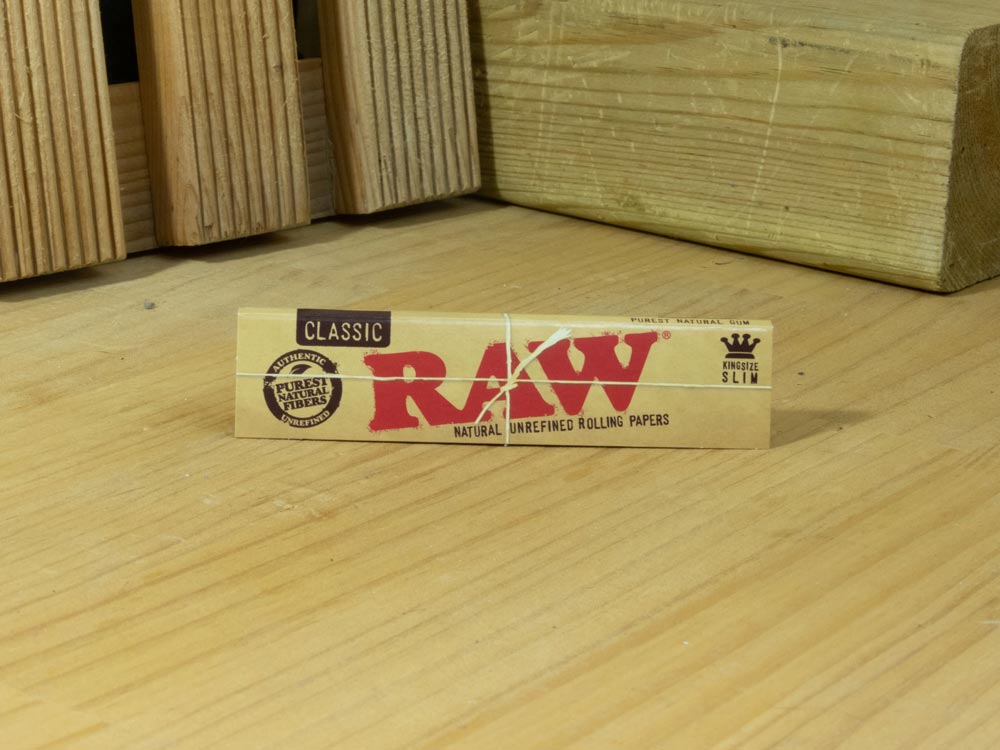 CLASSIC
PUREST NATURAL GUM
AUTHENTIC
PUREST
NATURAL
FIBERS
UNREFINED
RAW®
KINGSIZE
SLIM
NATURAL UNREFINED ROLLING PAPERS